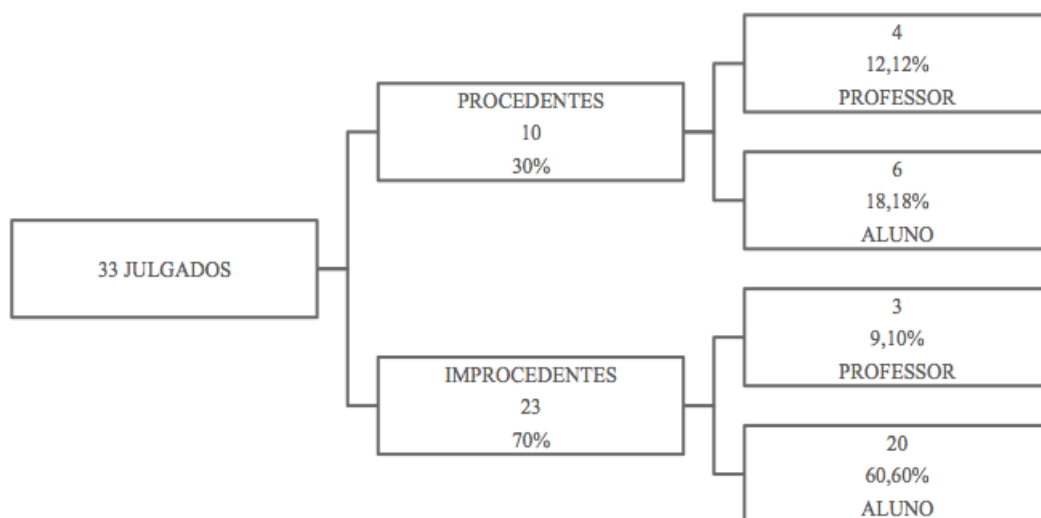 33 JULGADOS
PROCEDENTES
10
30%
4
12,12%
PROFESSOR
6
18,18%
ALUNO
IMPROCEDENTES
23
70%
3
9,10%
PROFESSOR
20
60,60%
ALUNO